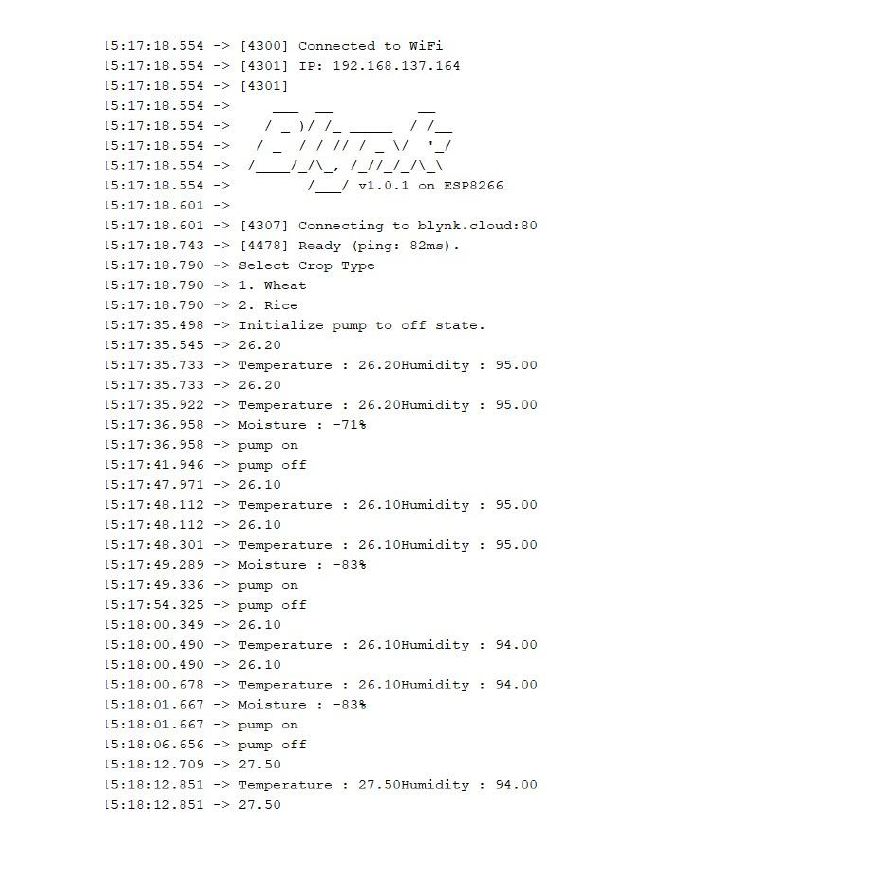 15:17:18.554 -> [4300] Connected to WiFi
15:17:18.554 -> [4301] IP: 192.168.137.164
15:17:18.554 -> [4301]
15:17:18.554 ->     ___  __          __
15:17:18.554 ->    / _ )/ /_ _____  / /__
15:17:18.554 ->   / _  / / // / _ \/  '_/
15:17:18.554 ->  /____/_/\_, /_//_/_/\_\
15:17:18.554 ->         /___/ v1.0.1 on ESP8266
15:17:18.601 ->
15:17:18.601 -> [4307] Connecting to blynk.cloud:80
15:17:18.743 -> [4478] Ready (ping: 82ms).
15:17:18.790 -> Select Crop Type
15:17:18.790 -> 1. Wheat
15:17:18.790 -> 2. Rice
15:17:35.498 -> Initialize pump to off state.
15:17:35.545 -> 26.20
15:17:35.733 -> Temperature : 26.20Humidity : 95.00
15:17:35.733 -> 26.20
15:17:35.922 -> Temperature : 26.20Humidity : 95.00
15:17:36.958 -> Moisture : -71%
15:17:36.958 -> pump on
15:17:41.946 -> pump off
15:17:47.971 -> 26.10
15:17:48.112 -> Temperature : 26.10Humidity : 95.00
15:17:48.112 -> 26.10
15:17:48.301 -> Temperature : 26.10Humidity : 95.00
15:17:49.289 -> Moisture : -83%
15:17:49.336 -> pump on
15:17:54.325 -> pump off
15:18:00.349 -> 26.10
15:18:00.490 -> Temperature : 26.10Humidity : 94.00
15:18:00.490 -> 26.10
15:18:00.678 -> Temperature : 26.10Humidity : 94.00
15:18:01.667 -> Moisture : -83%
15:18:01.667 -> pump on
15:18:06.656 -> pump off
15:18:12.709 -> 27.50
15:18:12.851 -> Temperature : 27.50Humidity : 94.00
15:18:12.851 -> 27.50